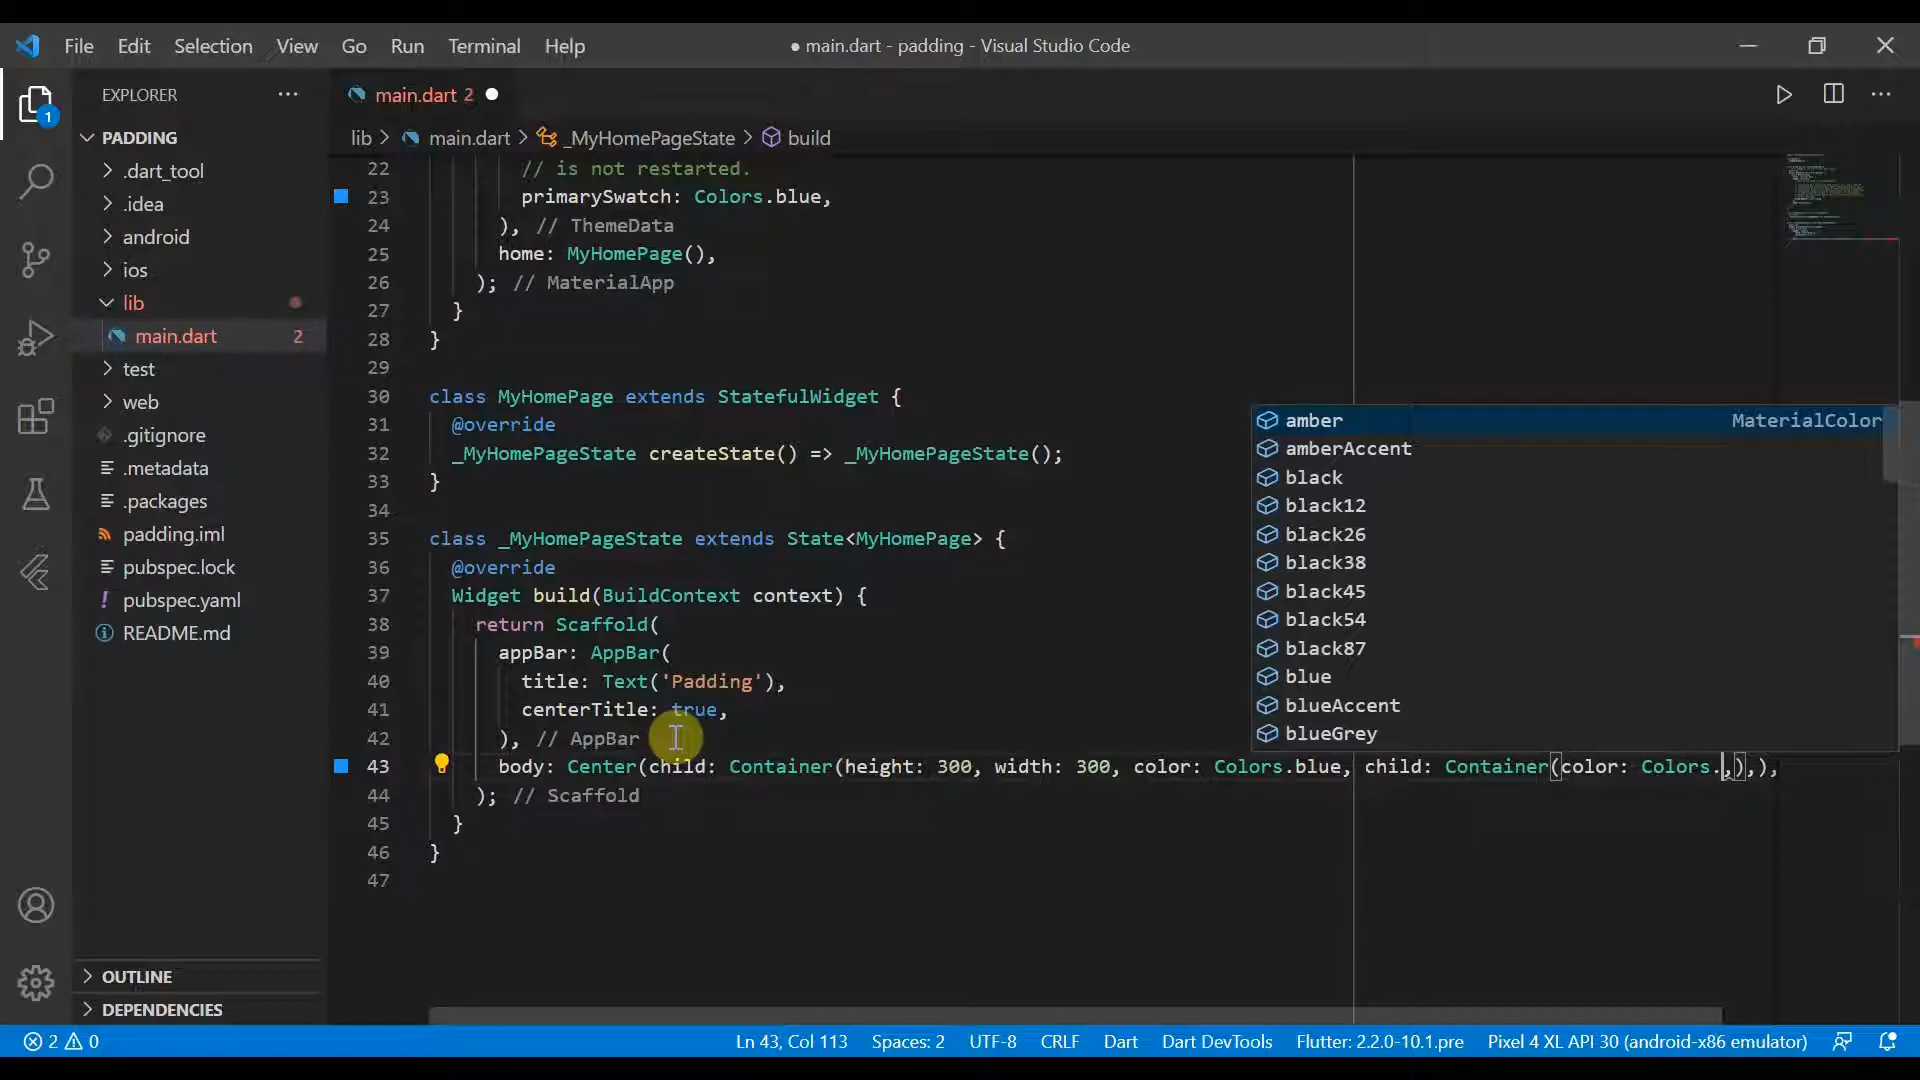 File Edit Selection View Go Run Terminal Help
● main.dart - padding - Visual Studio Code
EXPLORER
1
PADDING
.dart_tool
.idea
android
ios
lib
main.dart 2
test
web
.gitignore
.metadata
.packages
padding.iml
pubspec.lock
pubspec.yaml
README.md
OUTLINE
DEPENDENCIES
main.dart 2
lib > main.dart > _MyHomePageState > build
22 // is not restarted.
23 primarySwatch: Colors.blue,
24 ), // ThemeData
25 home: MyHomePage(),
26 ); // MaterialApp
27 }
28 }
29
30 class MyHomePage extends StatefulWidget {
31 @override
32 _MyHomePageState createState() => _MyHomePageState();
33 }
34
35 class _MyHomePageState extends State<MyHomePage> {
36 @override
37 Widget build(BuildContext context) {
38 return Scaffold(
39 appBar: AppBar(
40 title: Text('Padding'),
41 centerTitle: true,
42 ), // AppBar
43 body: Center(child: Container(height: 300, width: 300, color: Colors.blue, child: Container(color: Colors.,),),
44 ); // Scaffold
45 }
46 }
47
amber MaterialColor
amberAccent
black
black12
black26
black38
black45
black54
black87
blue
blueAccent
blueGrey
2 0 Ln 43, Col 113 Spaces: 2 UTF-8 CRLF Dart Dart DevTools Flutter: 2.2.0-10.1.pre Pixel 4 XL API 30 (android-x86 emulator)